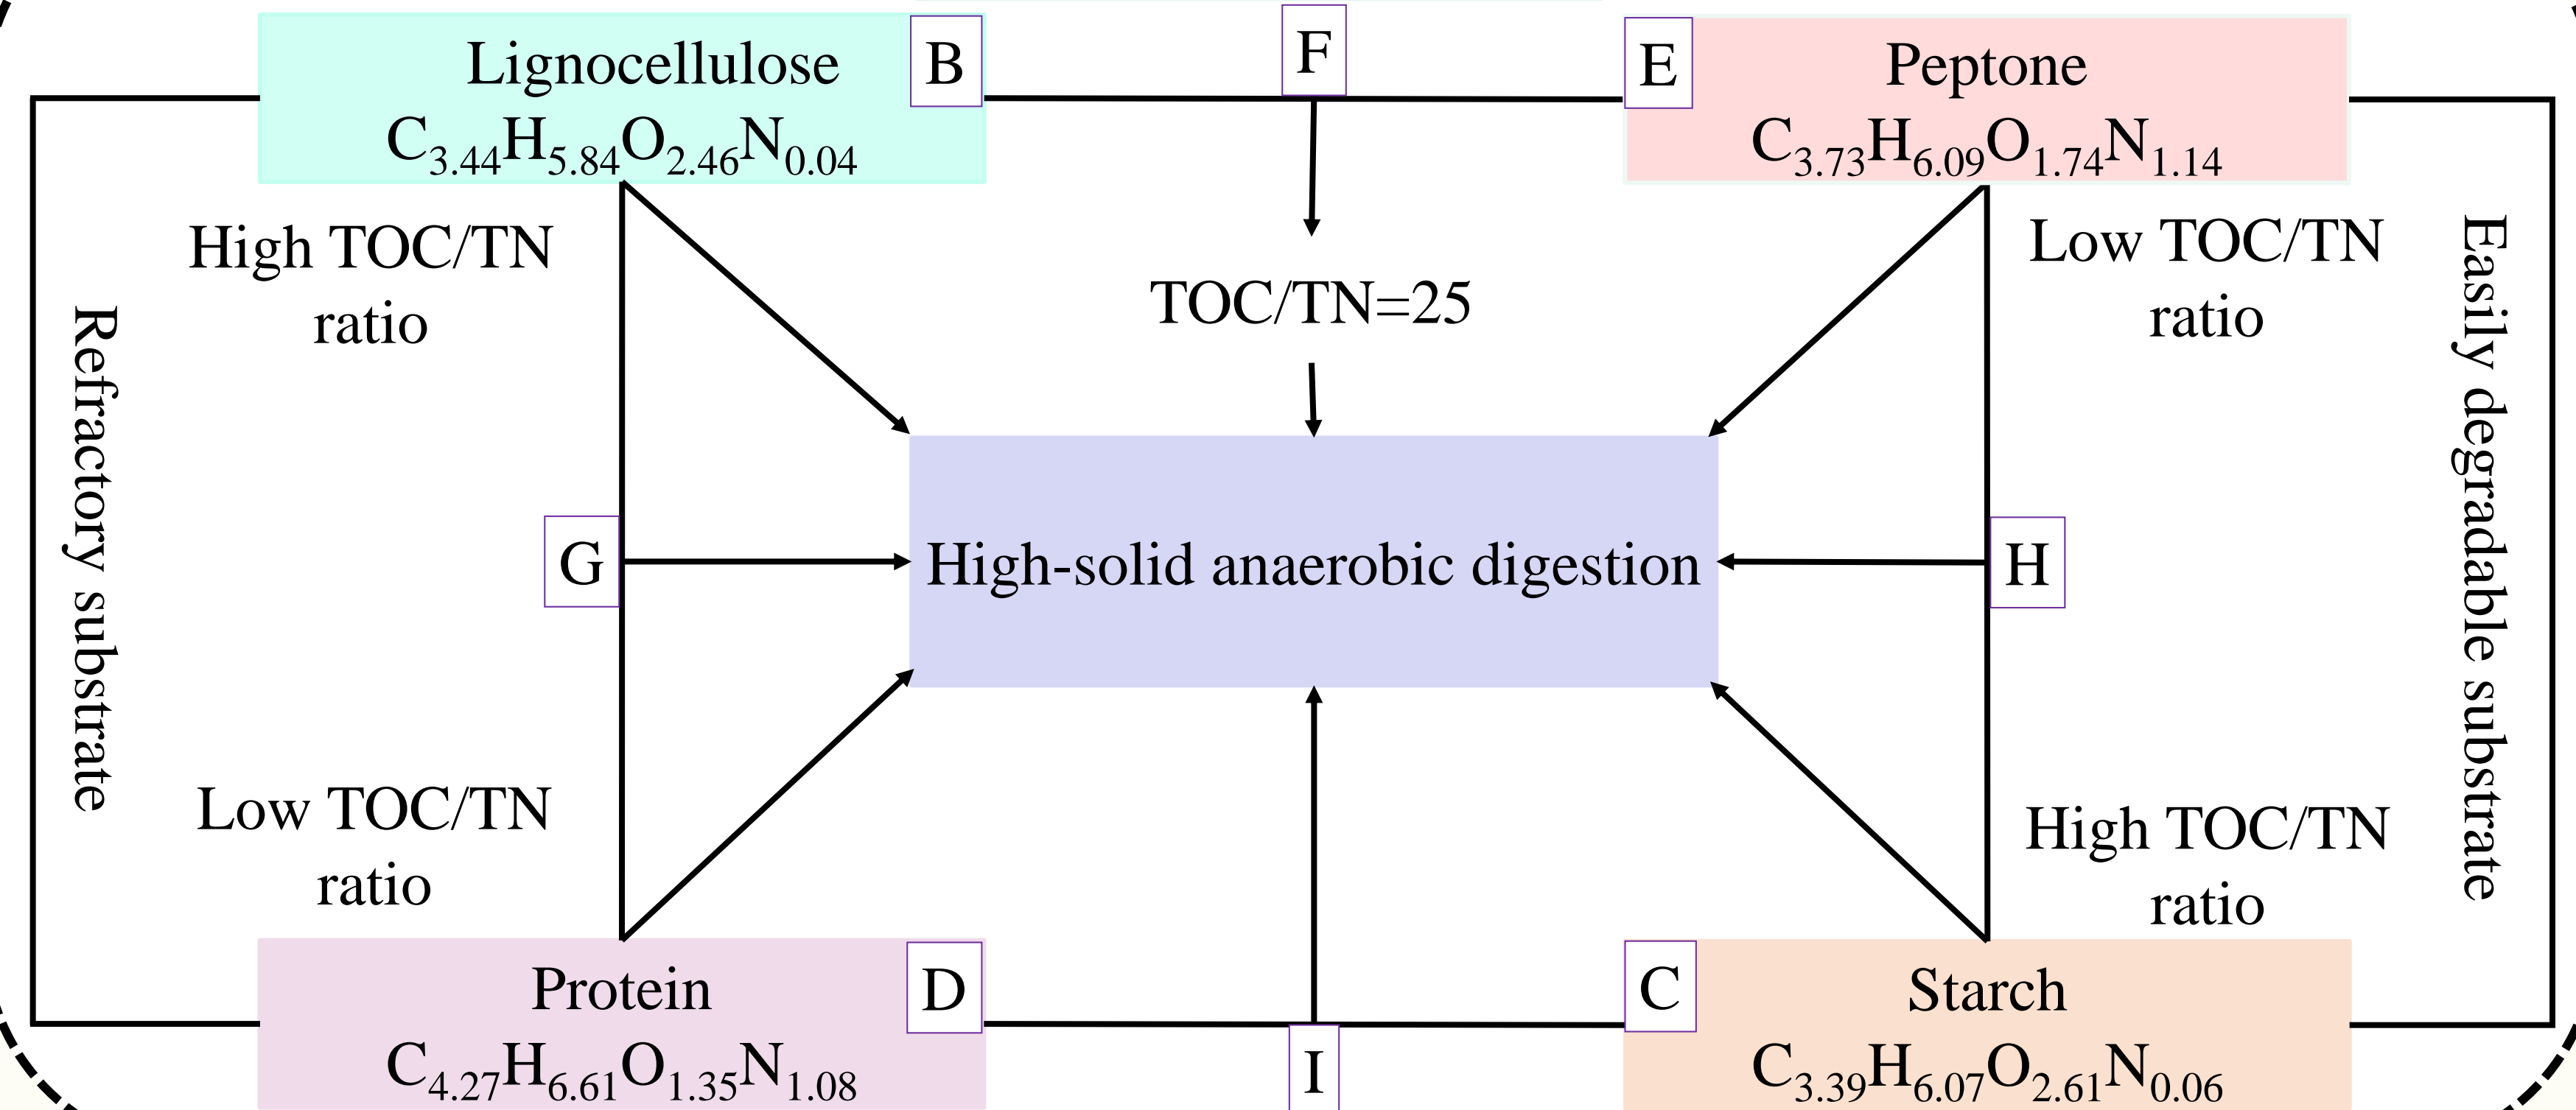 Lignocellulose
C3.44H5.84O2.46N0.04
B
F
E
Peptone
C3.73H6.09O1.74N1.14
High TOC/TN
ratio
TOC/TN=25
Low TOC/TN
ratio
Refractory substrate
Easily degradable substrate
G
High-solid anaerobic digestion
H
Low TOC/TN
ratio
High TOC/TN
ratio
Protein
C4.27H6.61O1.35N1.08
D
I
C
Starch
C3.39H6.07O2.61N0.06